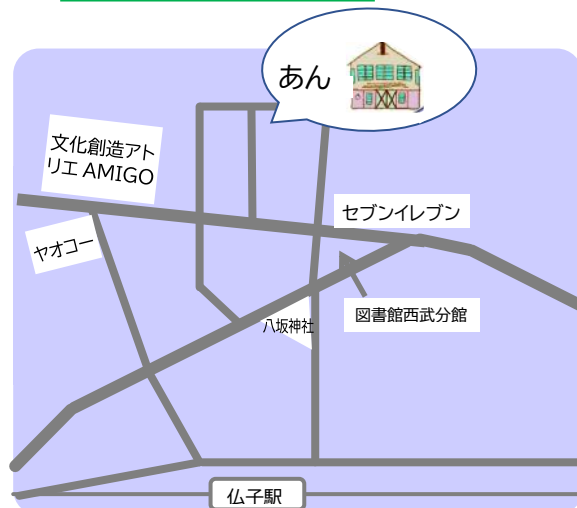 あん
文化創造アト
リエ AMIGO
セブンイレブン
ヤオコー
図書館西武分館
八坂神社
仏子駅